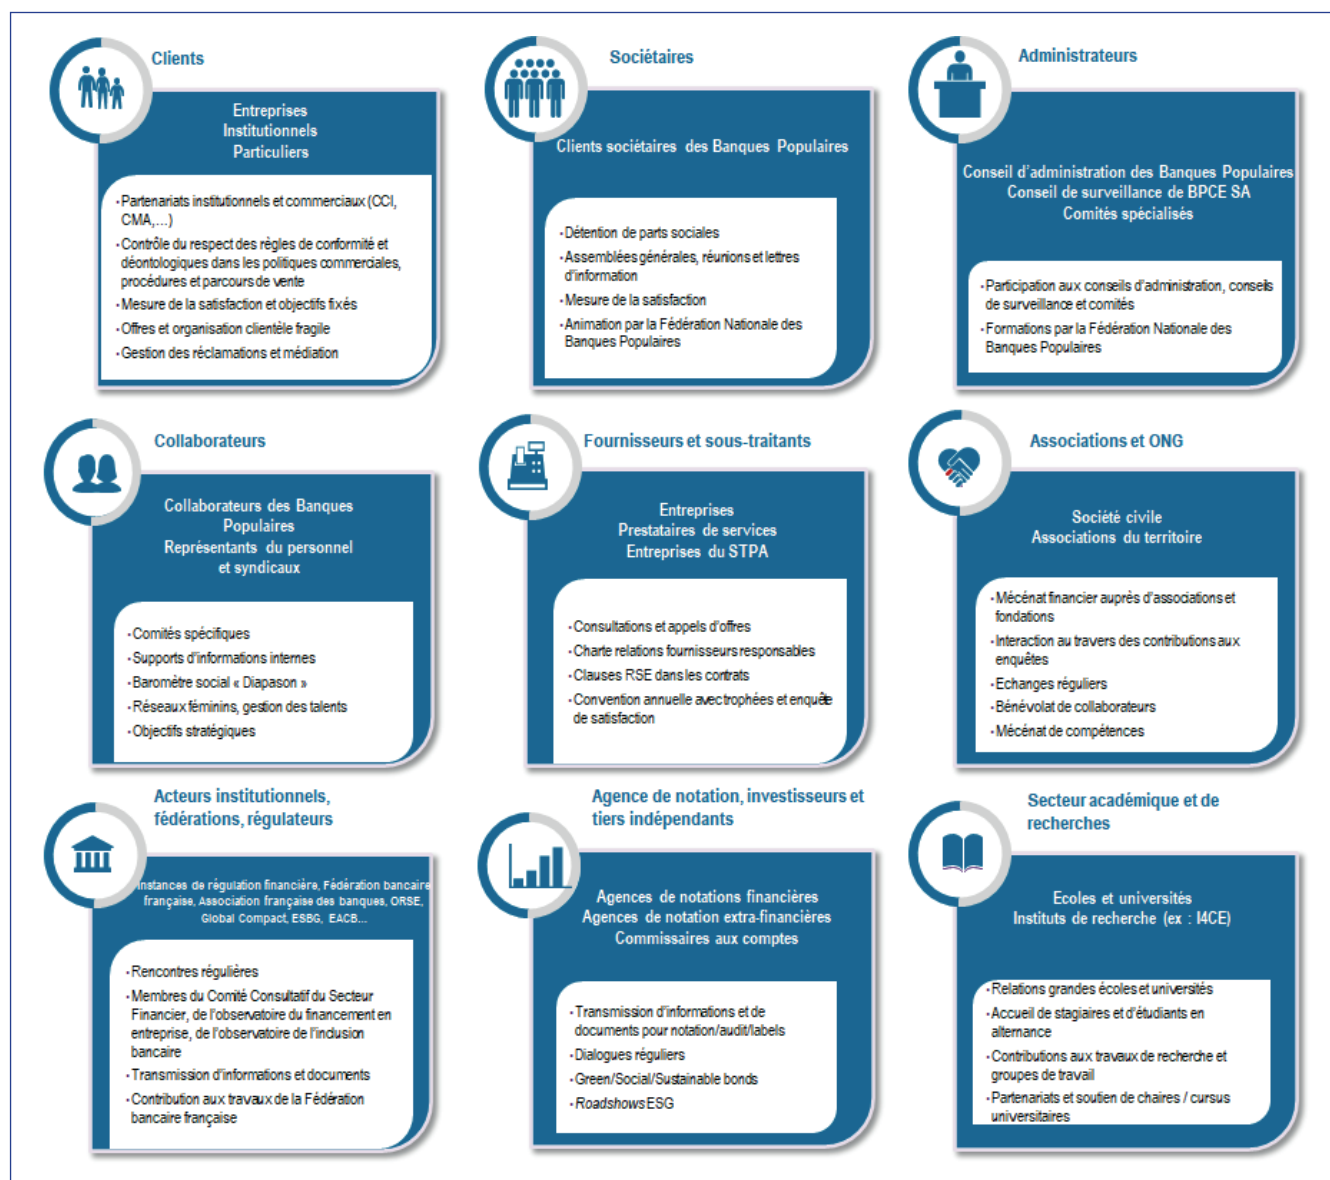 Clients
Entreprises
Institutionnels
Particuliers
• Partenariats institutionnels et commerciaux (CCI,
CMA,…)
• Contrôle du respect des règles de conformité et
déontologiques dans les politiques commerciales,
procédures et parcours de vente
• Mesure de la satisfaction et objectifs fixés
• Offres et organisation clientèle fragile
• Gestion des réclamations et médiation
Sociétaires
Clients sociétaires des Banques Populaires
• Détention de parts sociales
• Assemblées générales, réunions et lettres
d'information
• Mesure de la satisfaction
• Animation par la Fédération Nationale des
Banques Populaires
Administrateurs
Conseil d'administration des Banques Populaires
Conseil de surveillance de BPCE SA
Comités spécialisés
• Participation aux conseils d'administration, conseils
de surveillance et comités
• Formations par la Fédération Nationale des
Banques Populaires
Collaborateurs
Collaborateurs des Banques
Populaires
Représentants du personnel
et syndicaux
• Comités spécifiques
• Supports d'informations internes
• Baromètre social « Diapason »
• Réseaux féminins, gestion des talents
• Objectifs stratégiques
Fournisseurs et sous-traitants
Entreprises
Prestataires de services
Entreprises du STPA
• Consultations et appels d'offres
• Charte relations fournisseurs responsables
• Clauses RSE dans les contrats
• Convention annuelle avec trophées et enquête
de satisfaction
Associations et ONG
Société civile
Associations du territoire
• Mécénat financier auprès d'associations et
fondations
• Interaction au travers des contributions aux
enquêtes
• Echanges réguliers
• Bénévolat de collaborateurs
• Mécénat de compétences
Acteurs institutionnels,
fédérations, régulateurs
Instances de régulation financière, Fédération bancaire
française, Association française des banques, ORSE,
Global Compact, ESBG, EACB…
• Rencontres régulières
• Membres du Comité Consultatif du Secteur
Financier, de l'observatoire du financement en
entreprise, de l'observatoire de l'inclusion
bancaire
• Transmission d'informations et documents
• Contribution aux travaux de la Fédération
bancaire française
Agence de notation, investisseurs et
tiers indépendants
Agences de notations financières
Agences de notation extra-financières
Commissaires aux comptes
• Transmission d'informations et de
documents pour notation/audit/labels
• Dialogues réguliers
• Green/Social/Sustainable bonds
• Roadshows ESG
Secteur académique et de
recherches
Ecoles et universités
Instituts de recherche (ex : I4CE)
• Relations grandes écoles et universités
• Accueil de stagiaires et d'étudiants en
alternance
• Contributions aux travaux de recherche et
groupes de travail
• Partenariats et soutien de chaires / cursus
universitaires